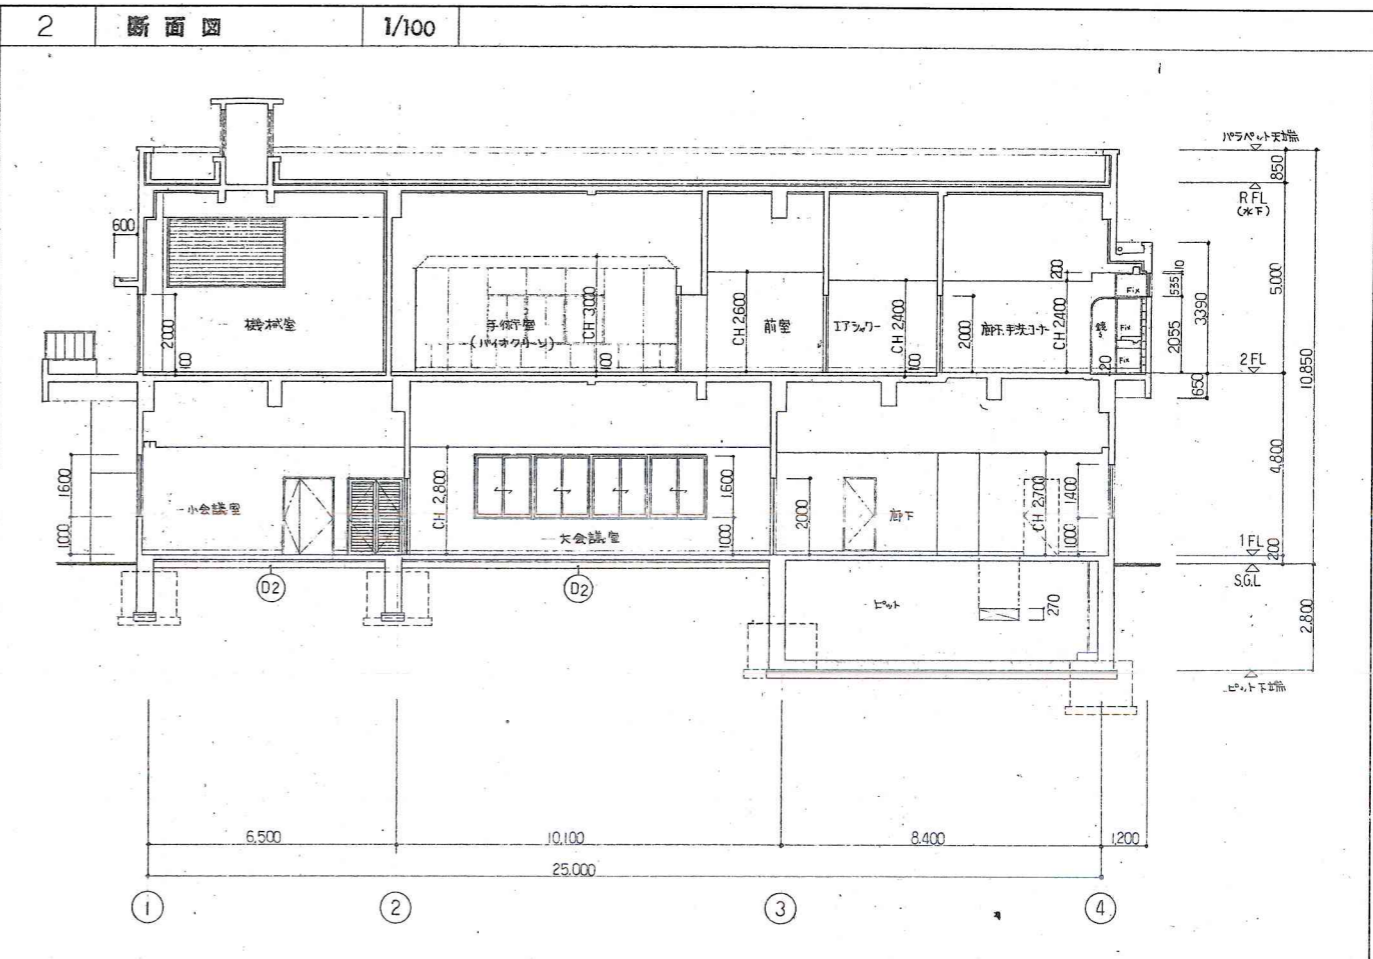 2
断面図
1/100
パラペット天端
850
RFL
(水下)
600
200
535
110
Fix
5,000
3,390
2,000
機械室
手術室
(バイオクリーン)
CH 3,000
CH 2,600
前室
エアシャワー
CH 2,400
2,000
廊下手洗コーナー
CH 2,400
鏡
Fix
2,055
10,850
100
100
100
120
Fix
2FL
650
4,800
1,600
小会議室
CH 2,800
1,600
2,000
廊下
CH 2,700
1,400
1,000
大会議室
1,000
1,000
1FL
200
S.G.L
D2
D2
ピット
270
2,800
ピット下端
6,500
10,100
8,400
1,200
25,000
1
2
3
4